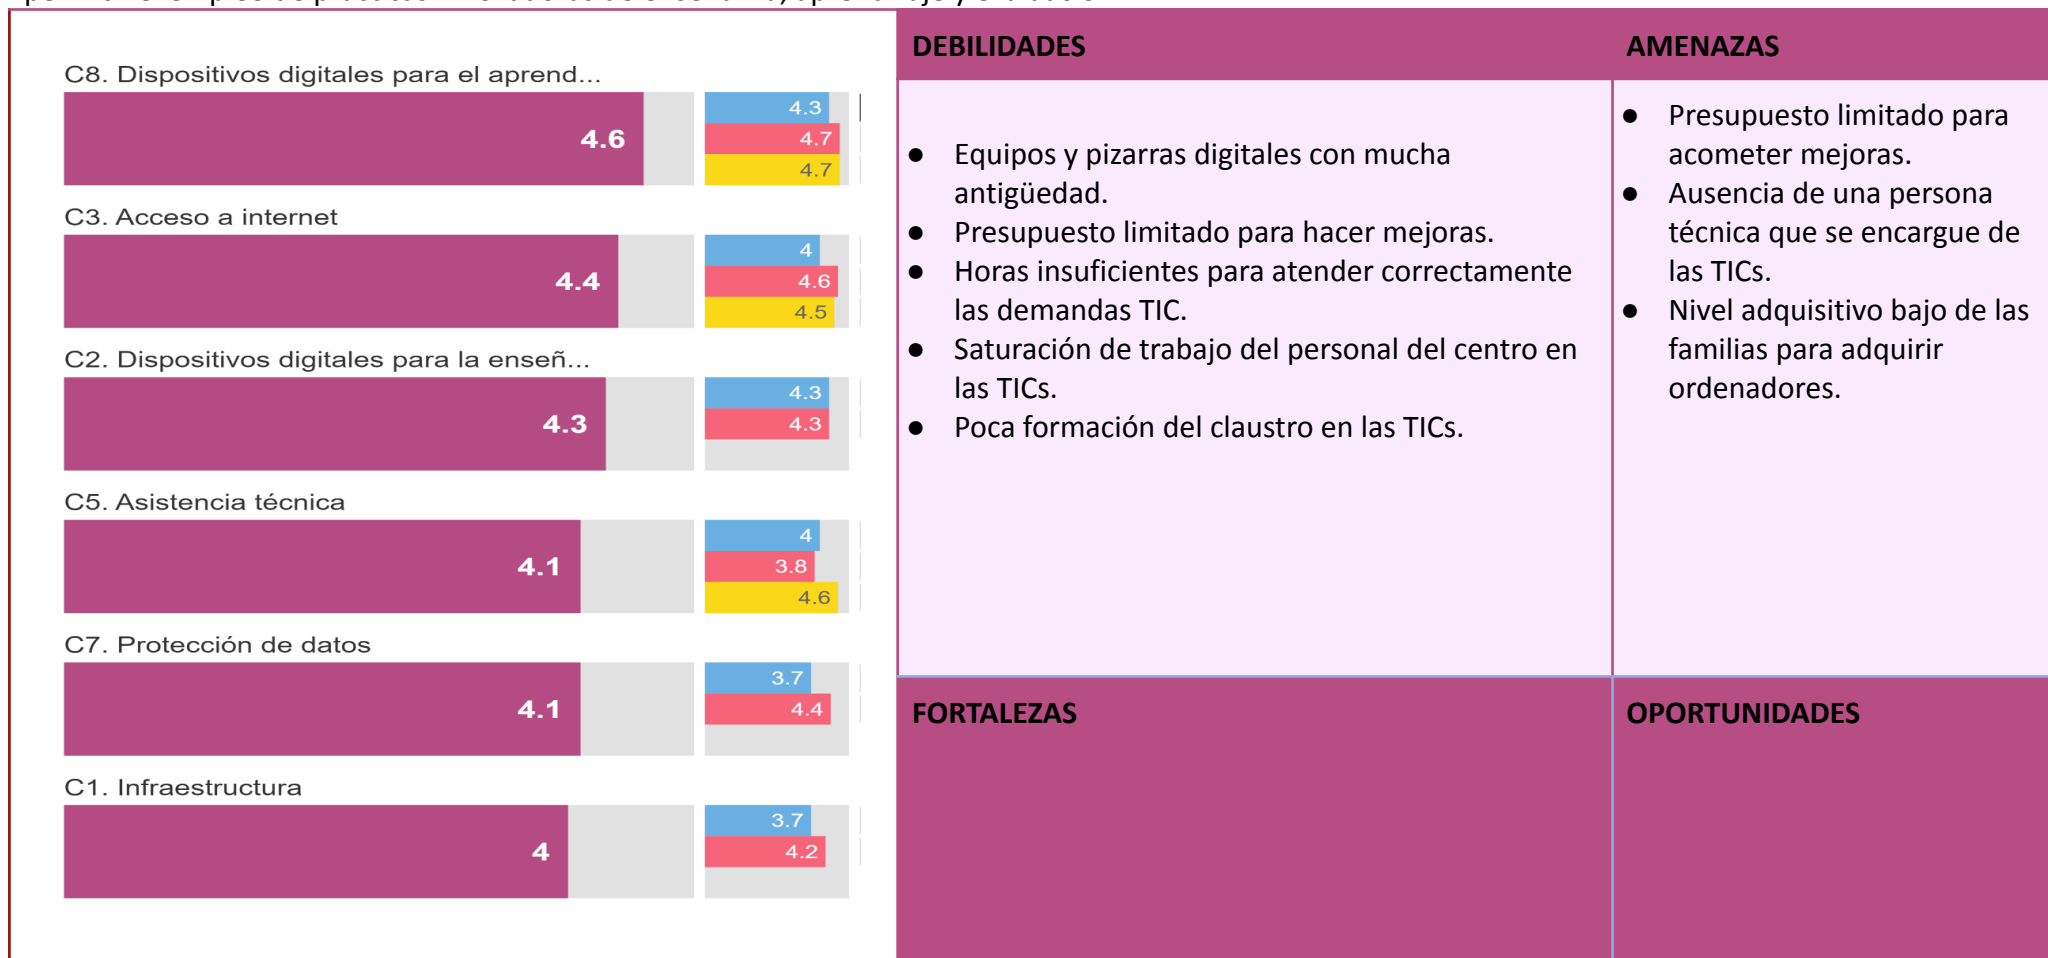 C8. Dispositivos digitales para el aprend...
4.6
4.3
4.7
4.7
C3. Acceso a internet
4.4
4
4.6
4.5
C2. Dispositivos digitales para la enseñ...
4.3
4.3
4.3
C5. Asistencia técnica
4.1
4
3.8
4.6
C7. Protección de datos
4.1
3.7
4.4
C1. Infraestructura
4
3.7
4.2
DEBILIDADES
● Equipos y pizarras digitales con mucha
antigüedad.
● Presupuesto limitado para hacer mejoras.
● Horas insuficientes para atender correctamente
las demandas TIC.
● Saturación de trabajo del personal del centro en
las TICs.
● Poca formación del claustro en las TICs.
AMENAZAS
● Presupuesto limitado para
acometer mejoras.
● Ausencia de una persona
técnica que se encargue de
las TICs.
● Nivel adquisitivo bajo de las
familias para adquirir
ordenadores.
FORTALEZAS
OPORTUNIDADES